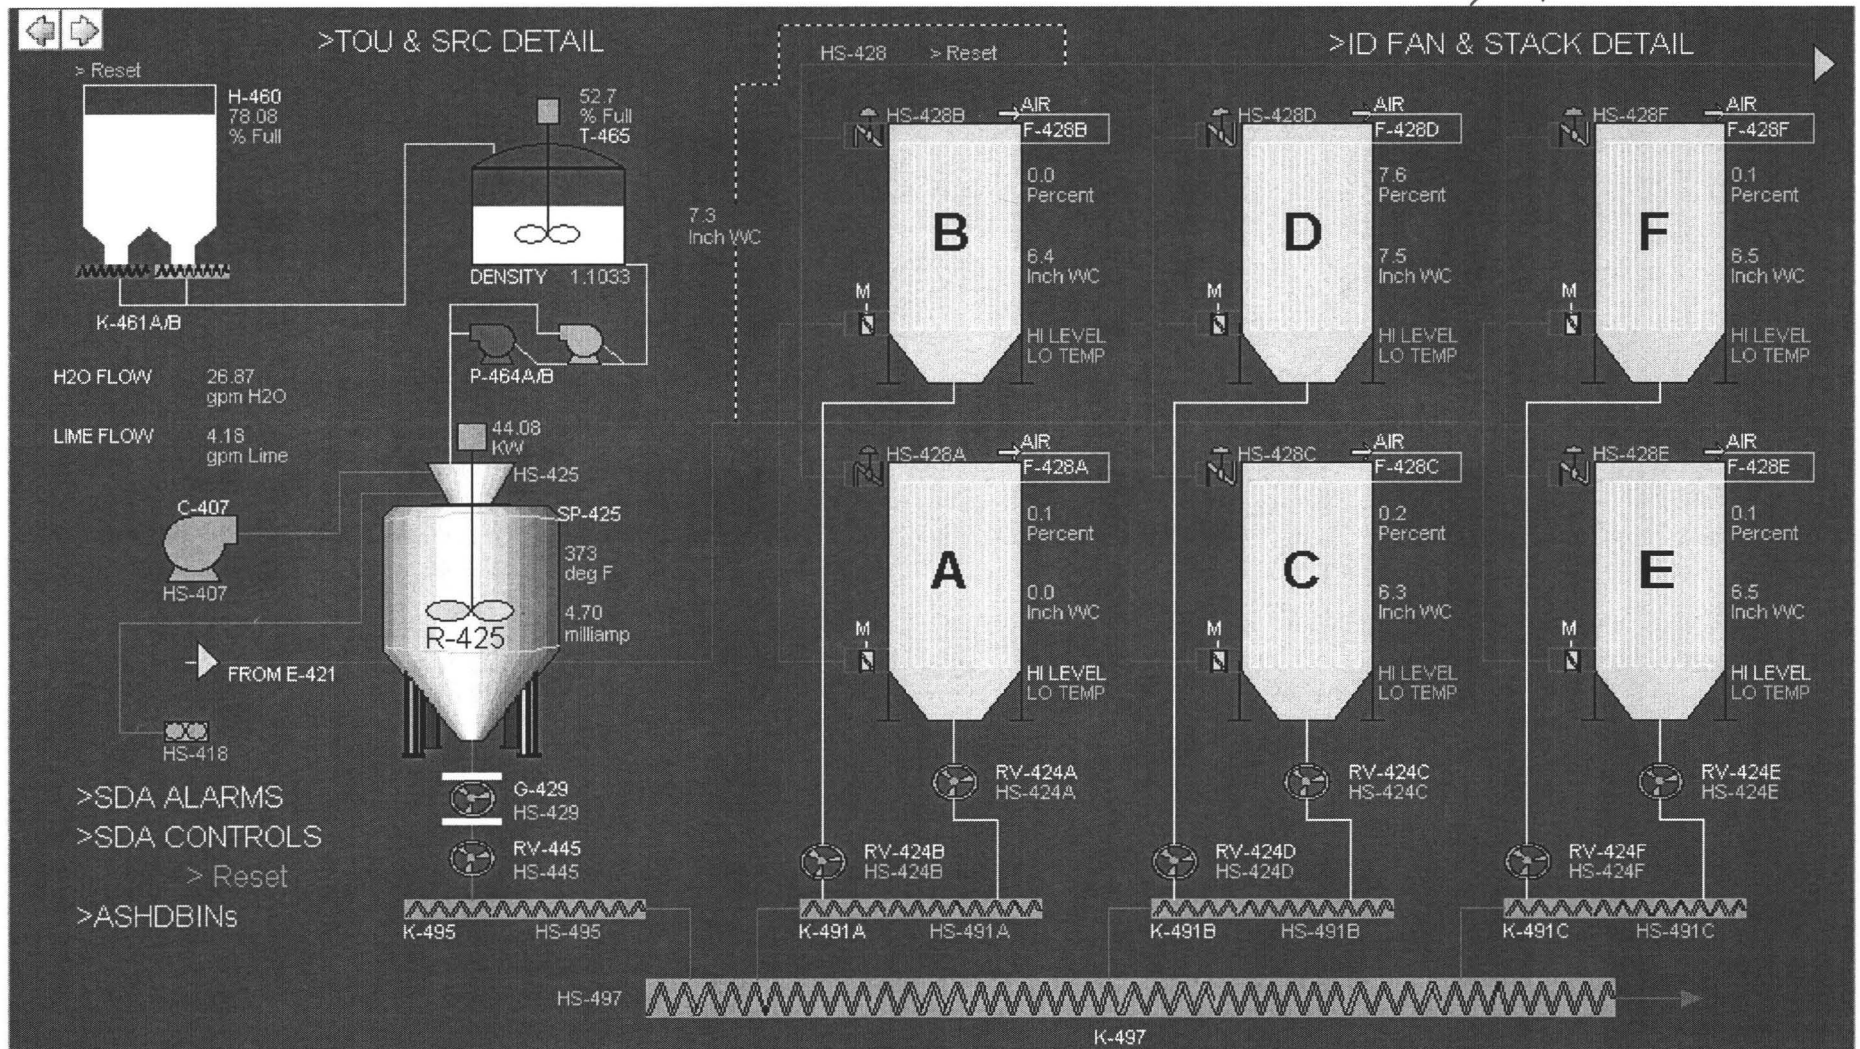 >TOU & SRC DETAIL
HS-428
> Reset
>ID FAN & STACK DETAIL
> Reset
H-460
78.08
% Full
52.7
% Full
T-465
7.3
Inch WC
DENSITY 1.1033
K-461A/B
P-464A/B
H2O FLOW
26.87
gpm H2O
LIME FLOW
4.18
gpm Lime
44.08
KW
HS-425
C-407
HS-407
SP-425
373
deg F
4.70
milliamp
R-425
FROM E-421
HS-418
>SDA ALARMS
>SDA CONTROLS
> Reset
>ASHDBINs
G-429
HS-429
RV-445
HS-445
K-495
HS-495
HS-428B
AIR
F-428B
0.0
Percent
B
6.4
Inch WC
M
HI LEVEL
LO TEMP
HS-428D
AIR
F-428D
7.6
Percent
D
7.5
Inch WC
M
HI LEVEL
LO TEMP
HS-428F
AIR
F-428F
0.1
Percent
F
6.5
Inch WC
M
HI LEVEL
LO TEMP
HS-428A
AIR
F-428A
0.1
Percent
A
0.0
Inch WC
M
HI LEVEL
LO TEMP
HS-428C
AIR
F-428C
0.2
Percent
C
6.3
Inch WC
M
HI LEVEL
LO TEMP
HS-428E
AIR
F-428E
0.1
Percent
E
6.5
Inch WC
M
HI LEVEL
LO TEMP
RV-424A
HS-424A
RV-424C
HS-424C
RV-424E
HS-424E
RV-424B
HS-424B
RV-424D
HS-424D
RV-424F
HS-424F
K-491A
HS-491A
K-491B
HS-491B
K-491C
HS-491C
HS-497
K-497